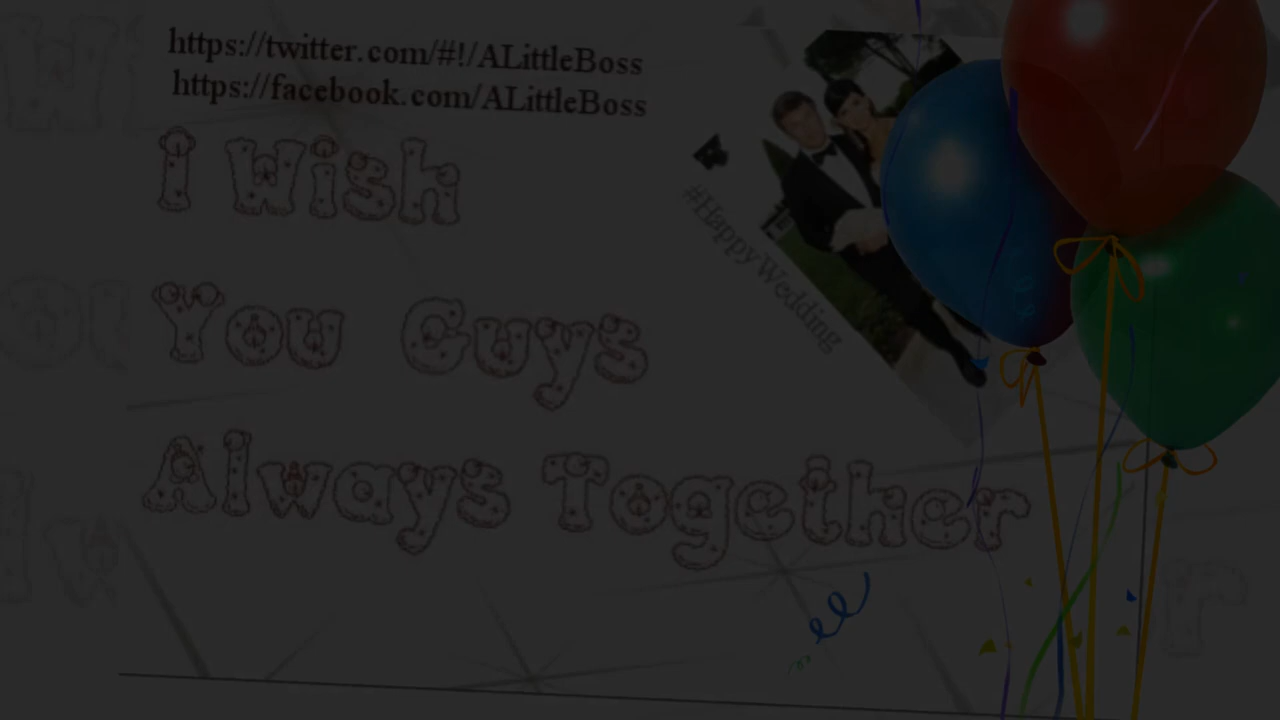 https://twitter.com/#!/ALittleBoss
https://facebook.com/ALittleBoss
I Wish
You Guys
Always Together
#HappyWedding